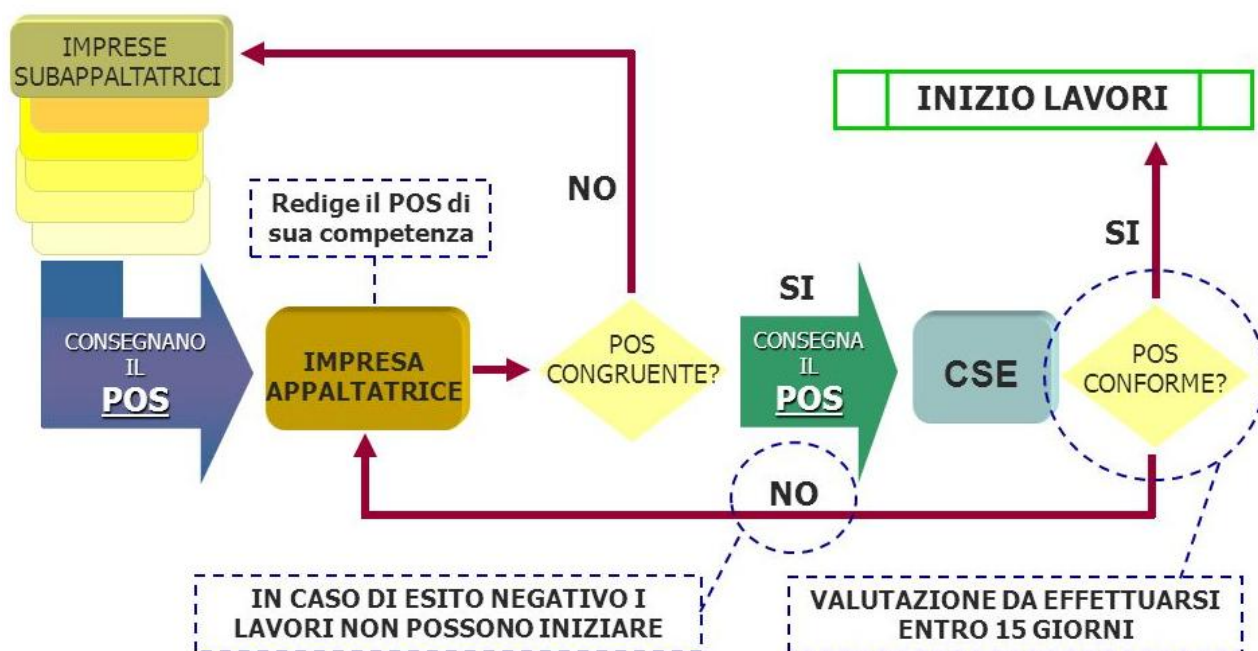 IMPRESE
SUBAPPALTATRICI
INIZIO LAVORI
NO
Redige il POS di
sua competenza
SI
SI
CONSEGNANO
IL
POS
IMPRESA
APPALTATRICE
POS
CONGRUENTE?
CONSEGNA
IL
POS
CSE
POS
CONFORME?
NO
IN CASO DI ESITO NEGATIVO I
LAVORI NON POSSONO INIZIARE
VALUTAZIONE DA EFFETTUARSI
ENTRO 15 GIORNI